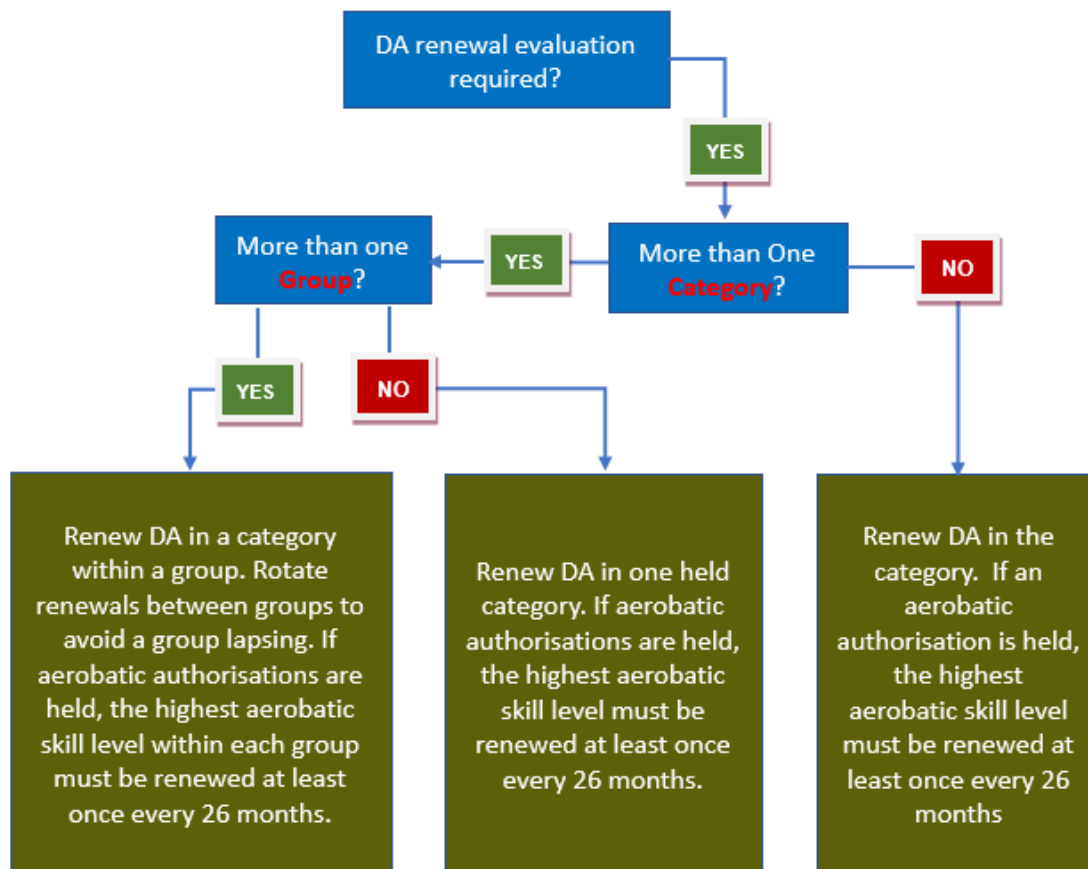 DA renewal evaluation
required?
YES
More than one
Group?
YES
More than One
Category?
NO
YES
NO
Renew DA in a category
within a group. Rotate
renewals between groups to
avoid a group lapsing. If
aerobatic authorisations are
held, the highest aerobatic
skill level within each group
must be renewed at least
once every 26 months.
Renew DA in one held
category. If aerobatic
authorisations are held,
the highest aerobatic
skill level must be
renewed at least once
every 26 months.
Renew DA in the
category. If an
aerobatic
authorisation is held,
the highest
aerobatic skill level
must be renewed at
least once every 26
months